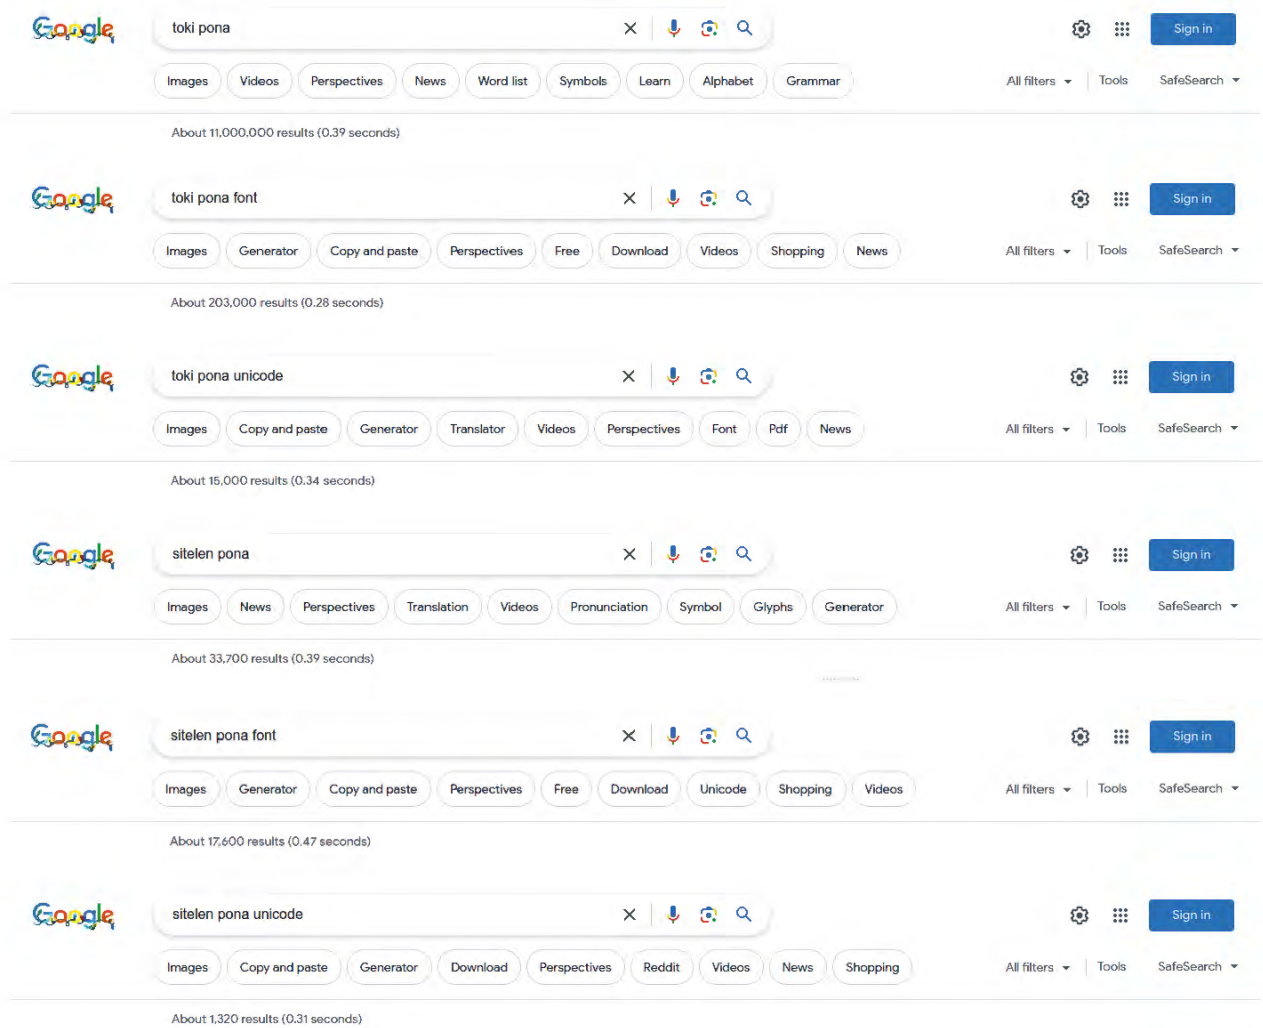 Google toki pona Sign in
Images Videos Perspectives News Word list Symbols Learn Alphabet Grammar All filters Tools SafeSearch
About 11,000,000 results (0.39 seconds)
Google toki pona font Sign in
Images Generator Copy and paste Perspectives Free Download Videos Shopping News All filters Tools SafeSearch
About 203,000 results (0.28 seconds)
Google toki pona unicode Sign in
Images Copy and paste Generator Translator Videos Perspectives Font Pdf News All filters Tools SafeSearch
About 15,000 results (0.34 seconds)
Google sitelen pona Sign in
Images News Perspectives Translation Videos Pronunciation Symbol Glyphs Generator All filters Tools SafeSearch
About 33,700 results (0.39 seconds)
Google sitelen pona font Sign in
Images Generator Copy and paste Perspectives Free Download Unicode Shopping Videos All filters Tools SafeSearch
About 17,600 results (0.47 seconds)
Google sitelen pona unicode Sign in
Images Copy and paste Generator Download Perspectives Reddit Videos News Shopping All filters Tools SafeSearch
About 1,320 results (0.31 seconds)